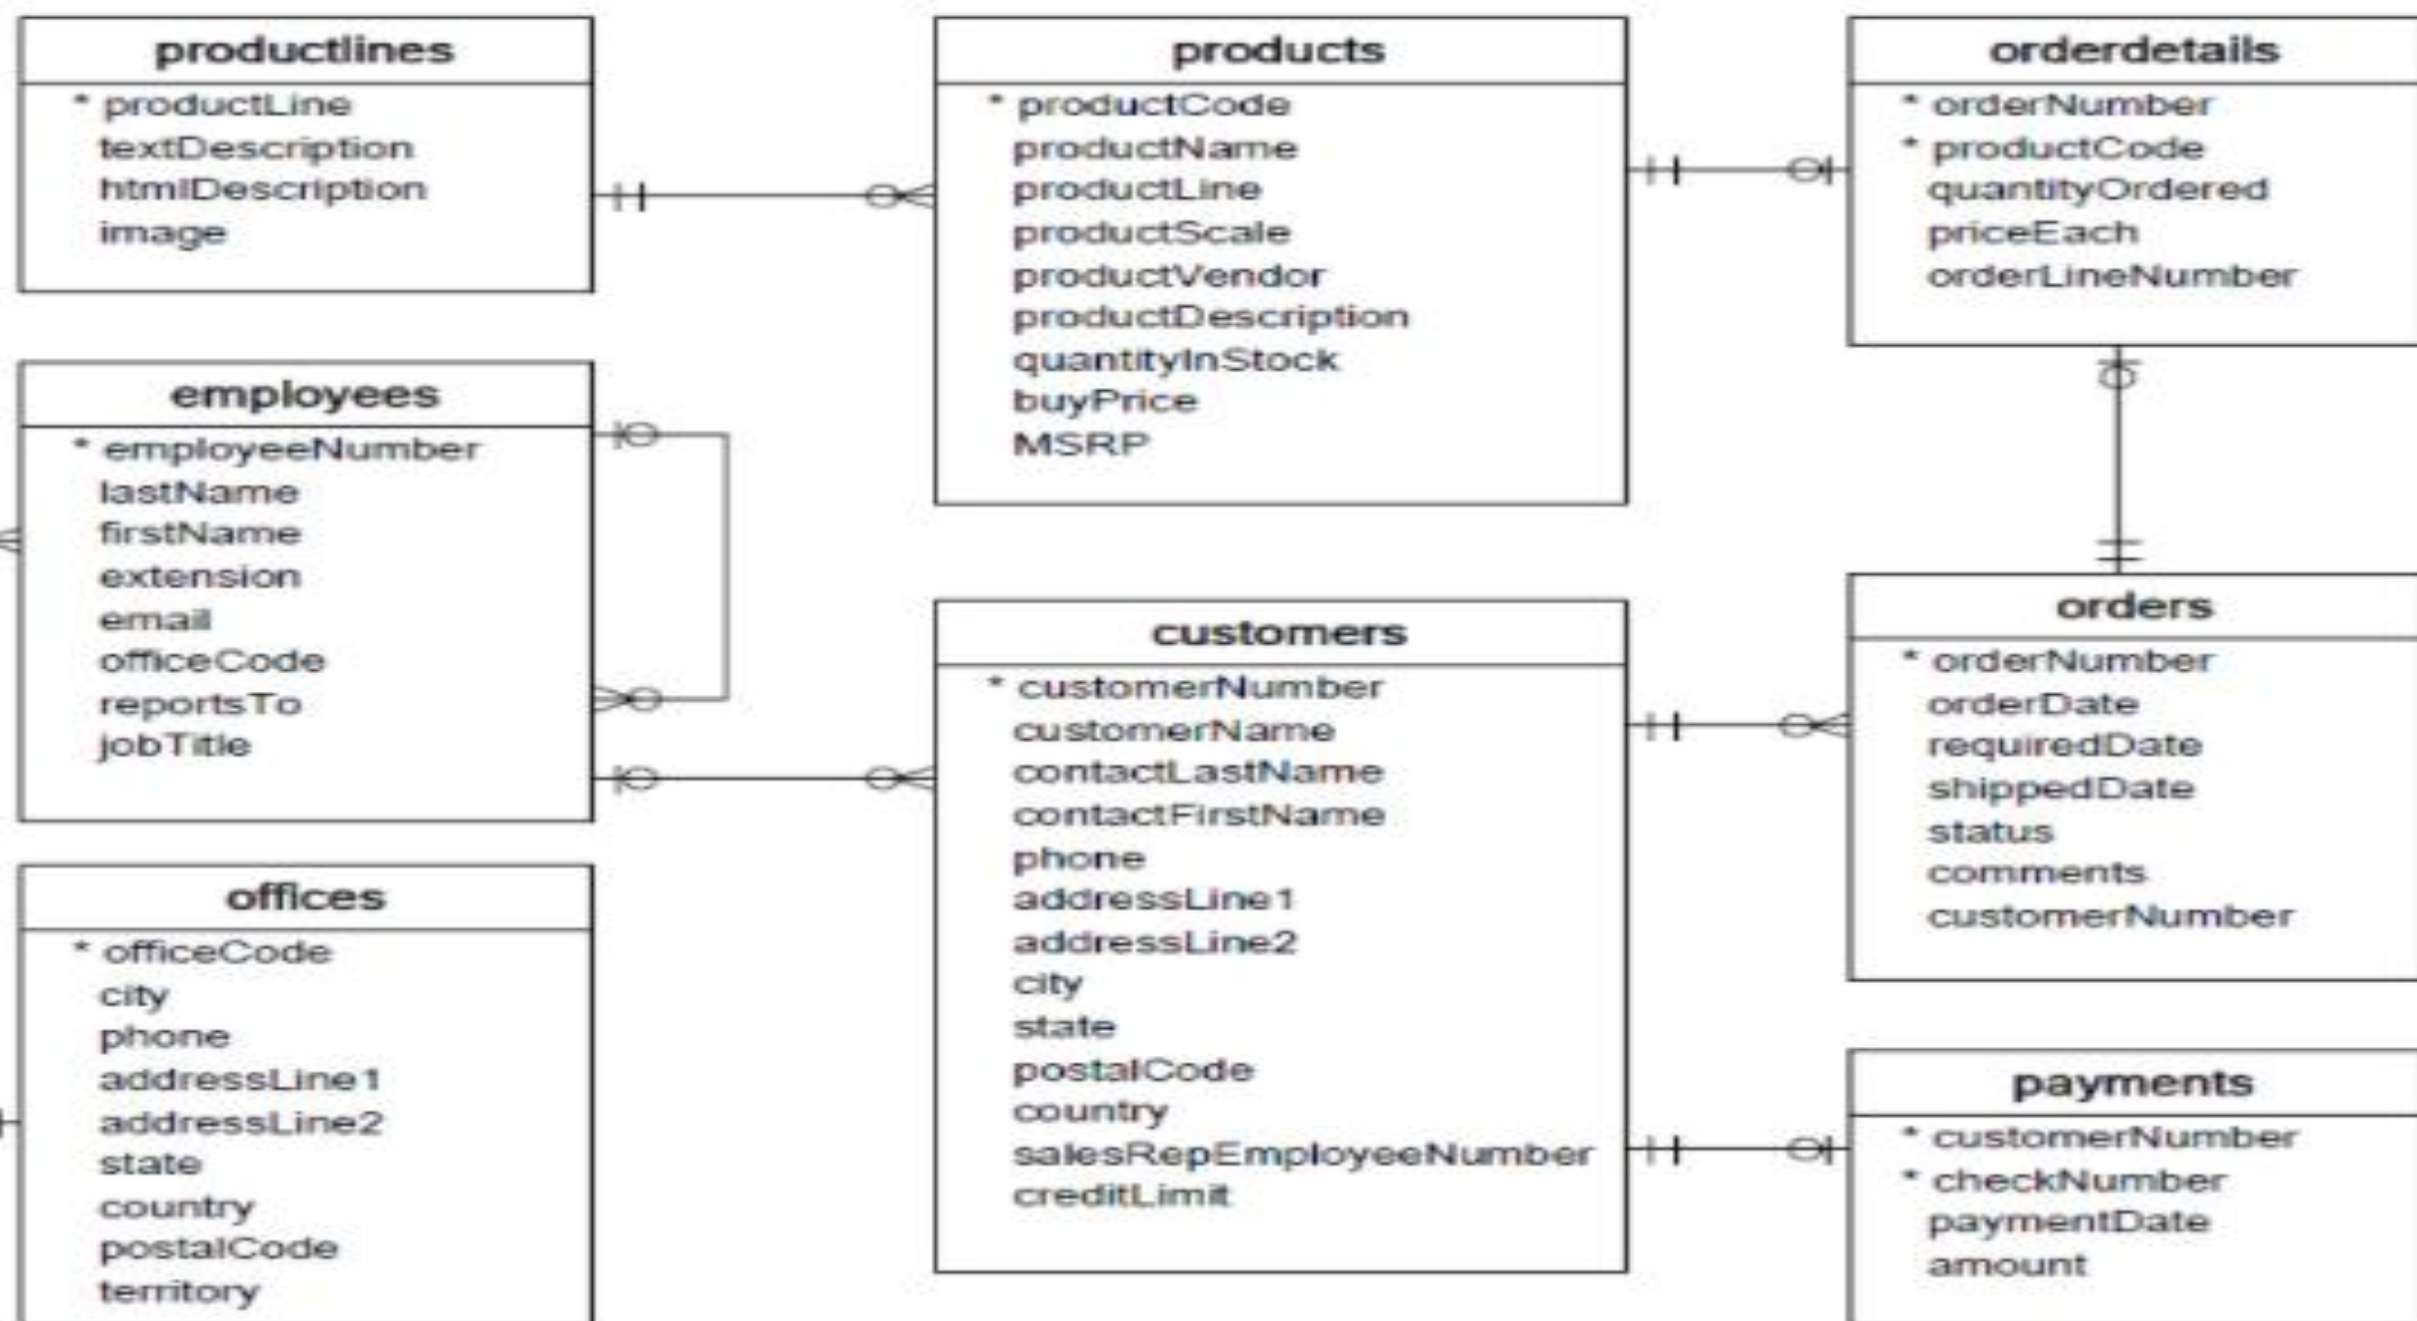 productlines
* productLine
textDescription
htmlDescription
image
products
* productCode
productName
productLine
productScale
productVendor
productDescription
quantityInStock
buyPrice
MSRP
orderdetails
* orderNumber
* productCode
quantityOrdered
priceEach
orderLineNumber
employees
* employeeNumber
lastName
firstName
extension
email
officeCode
reportsTo
jobTitle
customers
* customerNumber
customerName
contactLastName
contactFirstName
phone
addressLine1
addressLine2
city
state
postalCode
country
salesRepEmployeeNumber
creditLimit
orders
* orderNumber
orderDate
requiredDate
shippedDate
status
comments
customerNumber
offices
* officeCode
city
phone
addressLine1
addressLine2
state
country
postalCode
territory
payments
* customerNumber
* checkNumber
paymentDate
amount